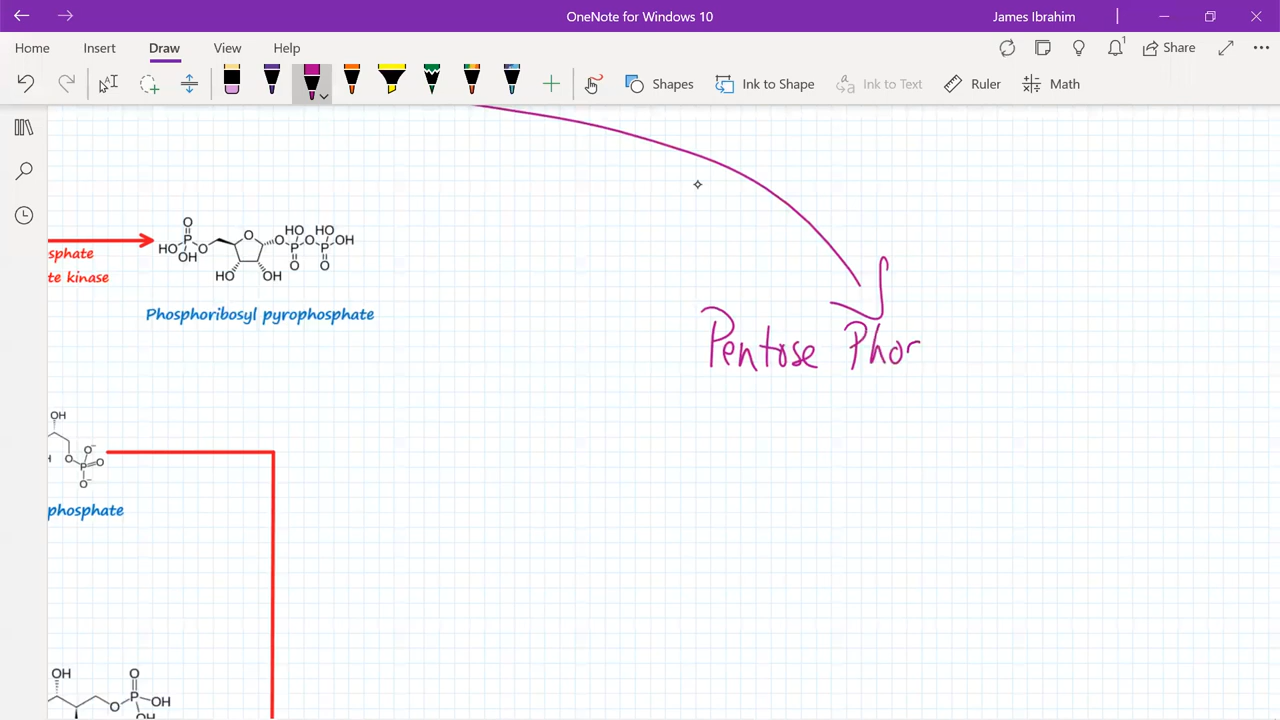 OneNote for Windows 10
James Ibrahim
Home Insert Draw View Help
1
Share
Shapes
Ink to Shape
Ink to Text
Ruler
Math
sphate
te kinase
O HO P OH O O HO OH O HO P O O HO P OH O
Phosphoribosyl pyrophosphate
Pentose Phor
OH
H O P O⁻ O O⁻
phosphate
OH O P O OH OH